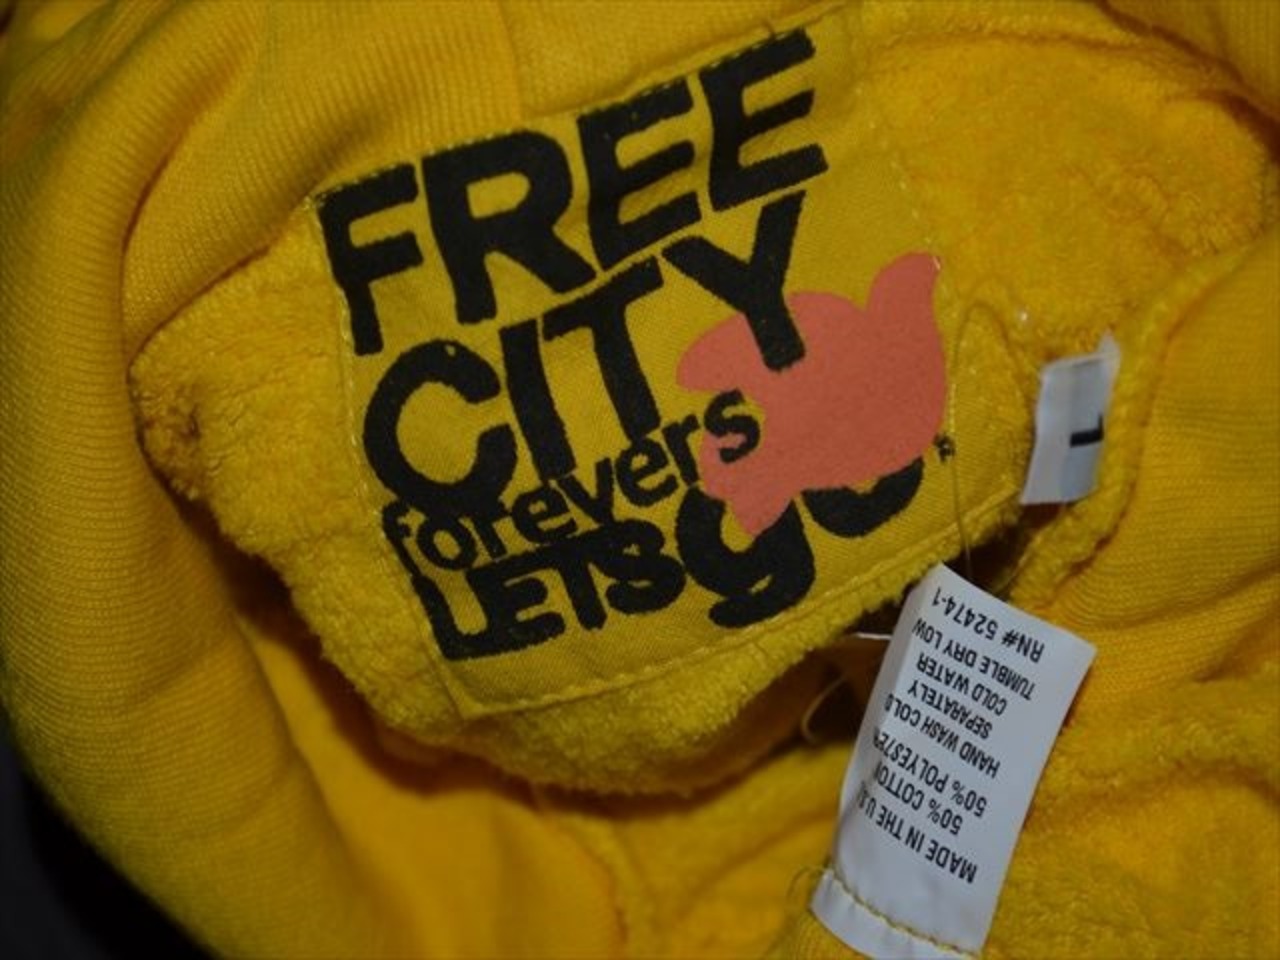 FREE
CITY
forevers
LETS go
L
MADE IN THE U.S.
50% COTTON
50% POLYESTER
HAND WASH COLD
SEPARATELY
COLD WATER
TUMBLE DRY LOW
RN# 52474-1